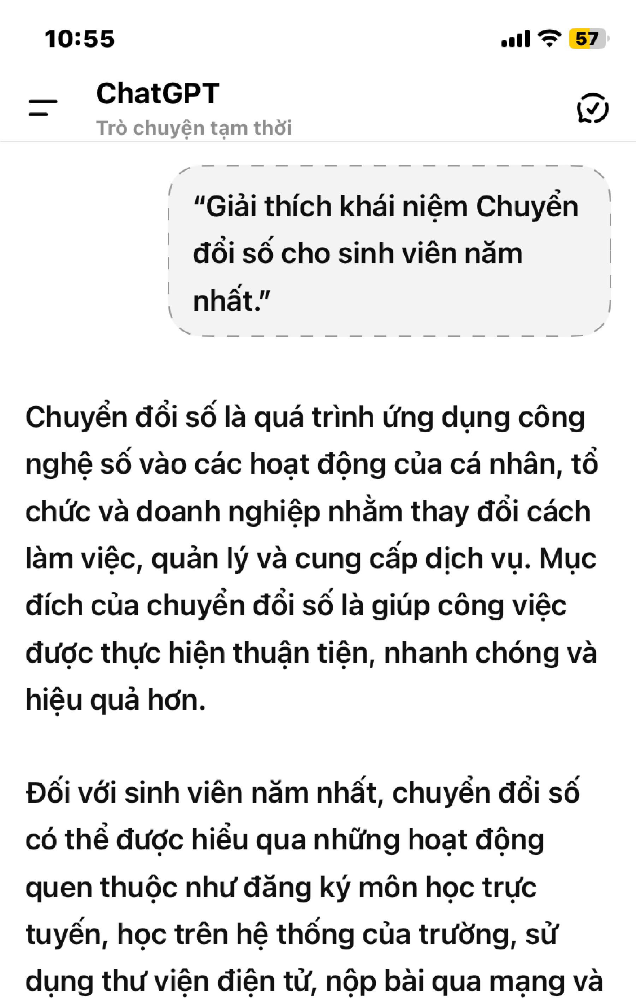 10:55
57
ChatGPT
Trò chuyện tạm thời
“Giải thích khái niệm Chuyển
đổi số cho sinh viên năm
nhất.”
Chuyển đổi số là quá trình ứng dụng công
nghệ số vào các hoạt động của cá nhân, tổ
chức và doanh nghiệp nhằm thay đổi cách
làm việc, quản lý và cung cấp dịch vụ. Mục
đích của chuyển đổi số là giúp công việc
được thực hiện thuận tiện, nhanh chóng và
hiệu quả hơn.
Đối với sinh viên năm nhất, chuyển đổi số
có thể được hiểu qua những hoạt động
quen thuộc như đăng ký môn học trực
tuyến, học trên hệ thống của trường, sử
dụng thư viện điện tử, nộp bài qua mạng và